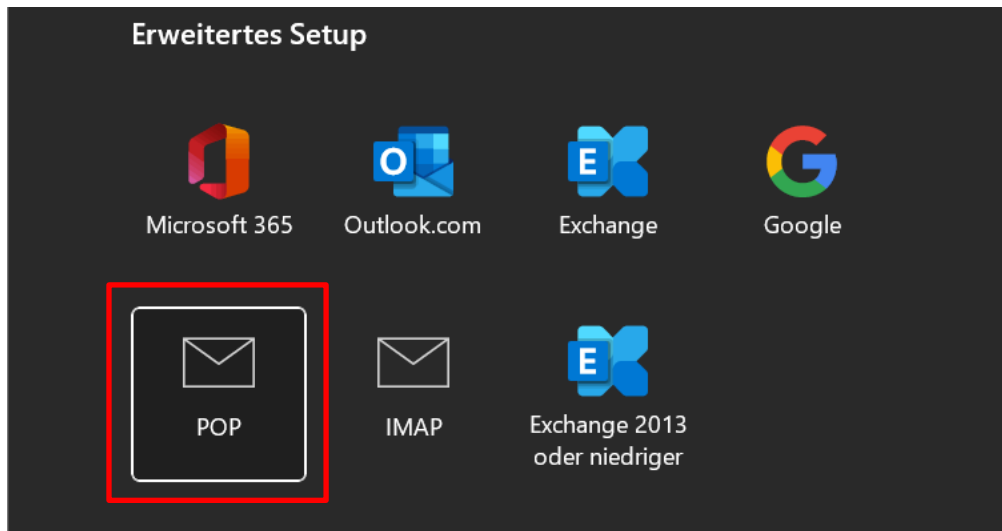 Erweitertes Setup
Microsoft 365
Outlook.com
Exchange
Google
POP
IMAP
Exchange 2013
oder niedriger